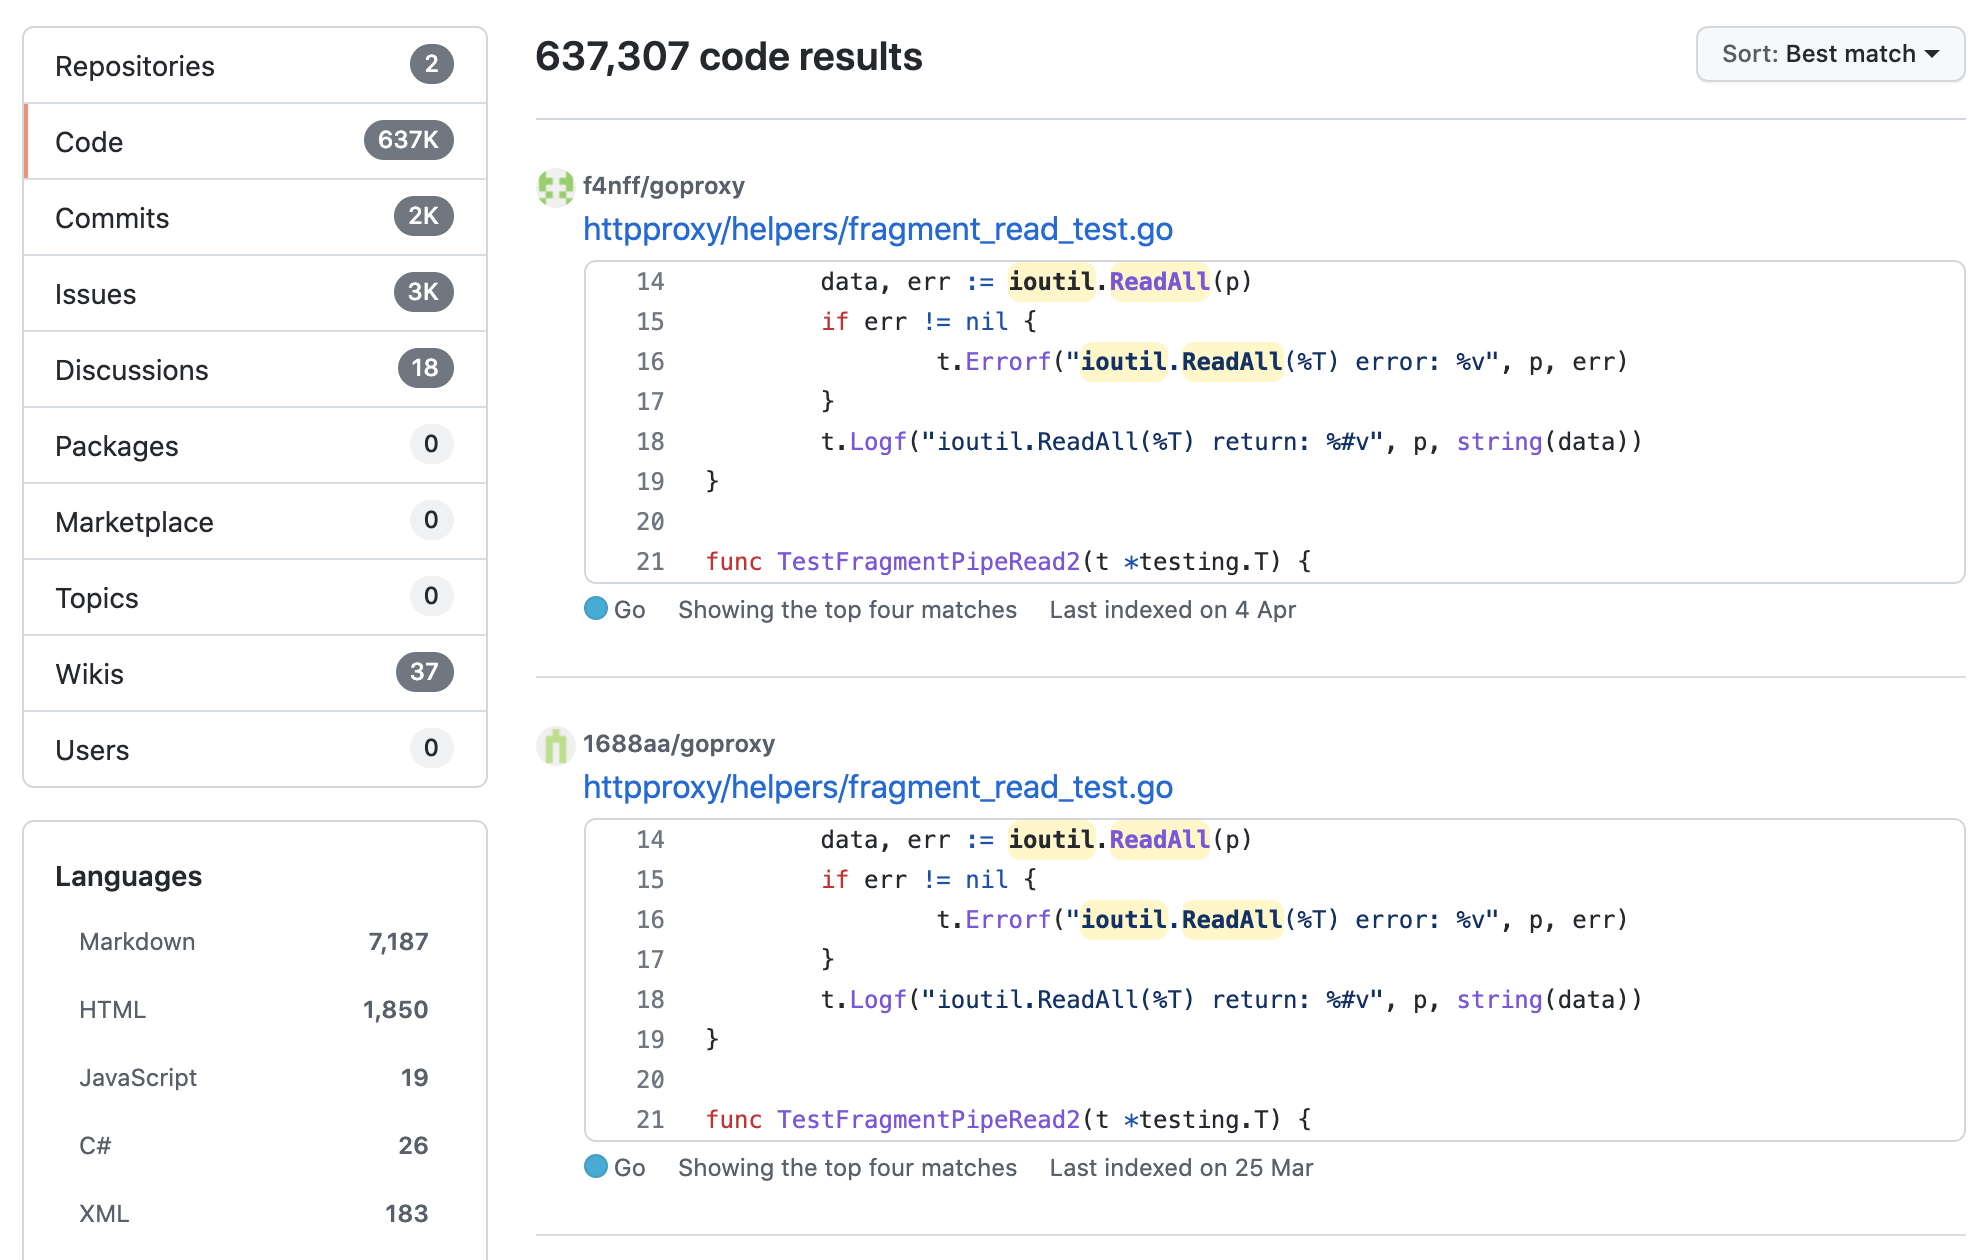 Repositories 2
Code 637K
Commits 2K
Issues 3K
Discussions 18
Packages 0
Marketplace 0
Topics 0
Wikis 37
Users 0
Languages
Markdown 7,187
HTML 1,850
JavaScript 19
C# 26
XML 183
637,307 code results
Sort: Best match
f4nff/goproxy
httpproxy/helpers/fragment_read_test.go
14 data, err := ioutil.ReadAll(p)
15 if err != nil {
16 t.Errorf("ioutil.ReadAll(%T) error: %v", p, err)
17 }
18 t.Logf("ioutil.ReadAll(%T) return: %#v", p, string(data))
19 }
20
21 func TestFragmentPipeRead2(t *testing.T) {
Go Showing the top four matches Last indexed on 4 Apr
1688aa/goproxy
httpproxy/helpers/fragment_read_test.go
14 data, err := ioutil.ReadAll(p)
15 if err != nil {
16 t.Errorf("ioutil.ReadAll(%T) error: %v", p, err)
17 }
18 t.Logf("ioutil.ReadAll(%T) return: %#v", p, string(data))
19 }
20
21 func TestFragmentPipeRead2(t *testing.T) {
Go Showing the top four matches Last indexed on 25 Mar